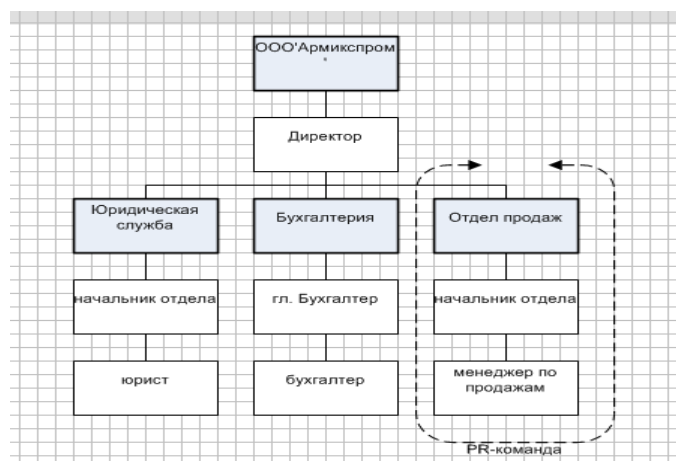 ООО'Армикспром
'
Директор
Юридическая
служба
Бухгалтерия
Отдел продаж
начальник отдела
гл. Бухгалтер
начальник отдела
юрист
бухгалтер
менеджер по
продажам
PR-команда